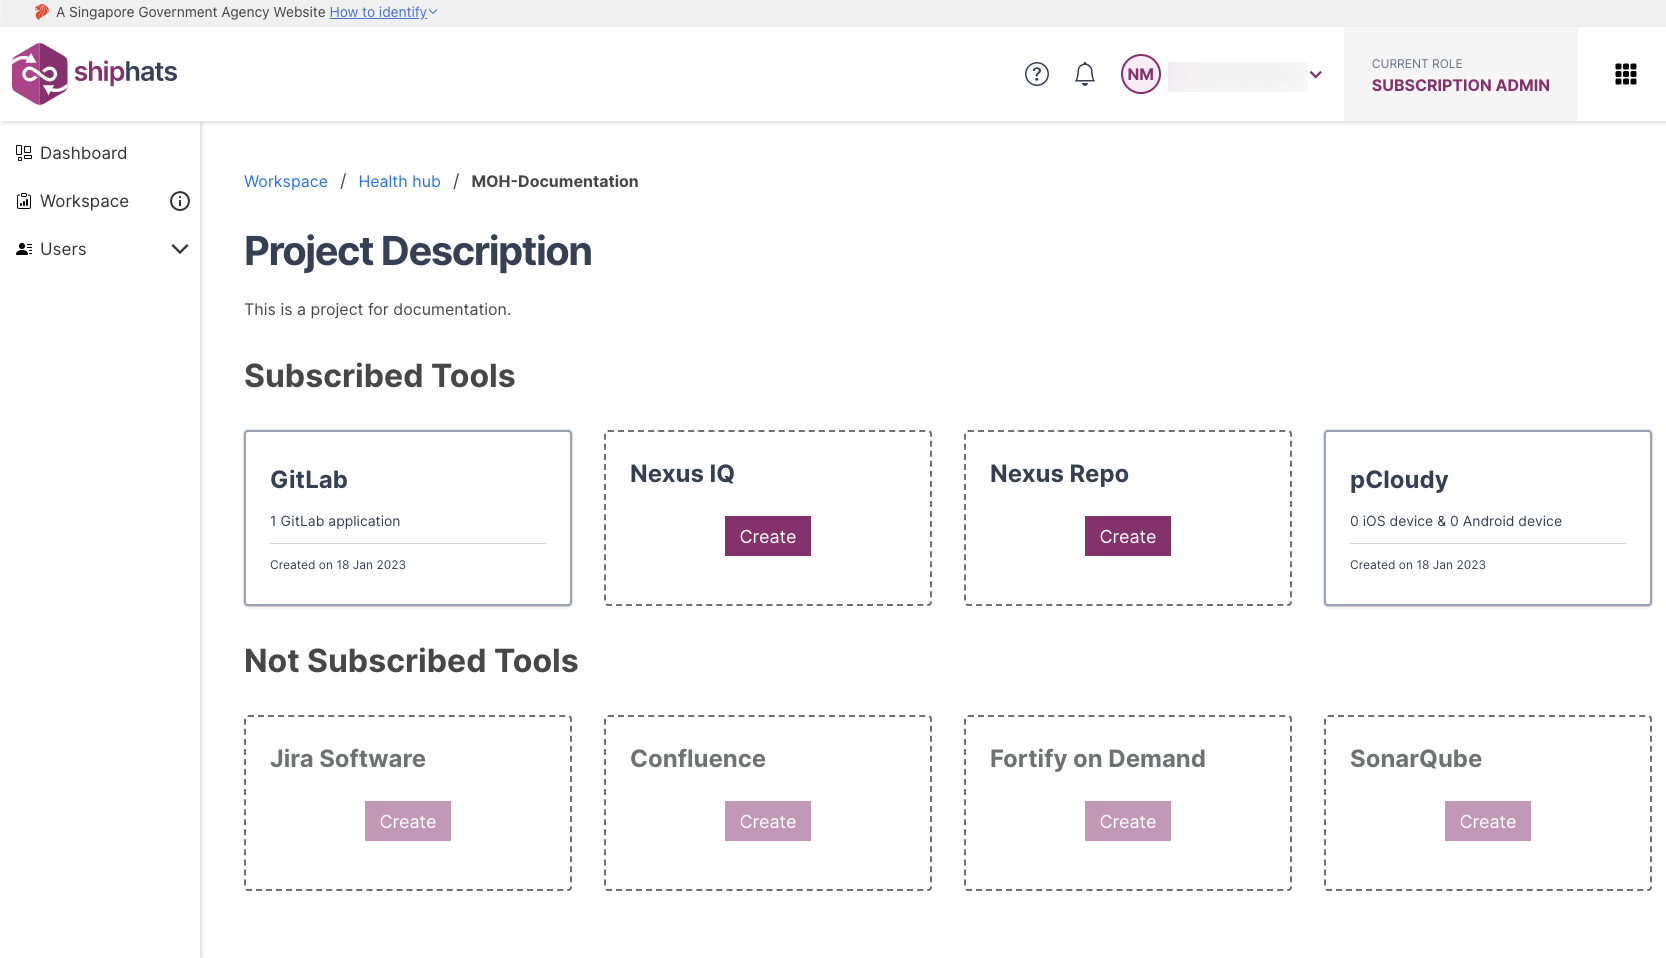 A Singapore Government Agency Website How to identify
shiphats
?
NM
CURRENT ROLE
SUBSCRIPTION ADMIN
Dashboard
Workspace
Users
Workspace / Health hub / MOH-Documentation
Project Description
This is a project for documentation.
Subscribed Tools
GitLab
1 GitLab application
Created on 18 Jan 2023
Nexus IQ
Create
Nexus Repo
Create
pCloudy
0 iOS device & 0 Android device
Created on 18 Jan 2023
Not Subscribed Tools
Jira Software
Create
Confluence
Create
Fortify on Demand
Create
SonarQube
Create